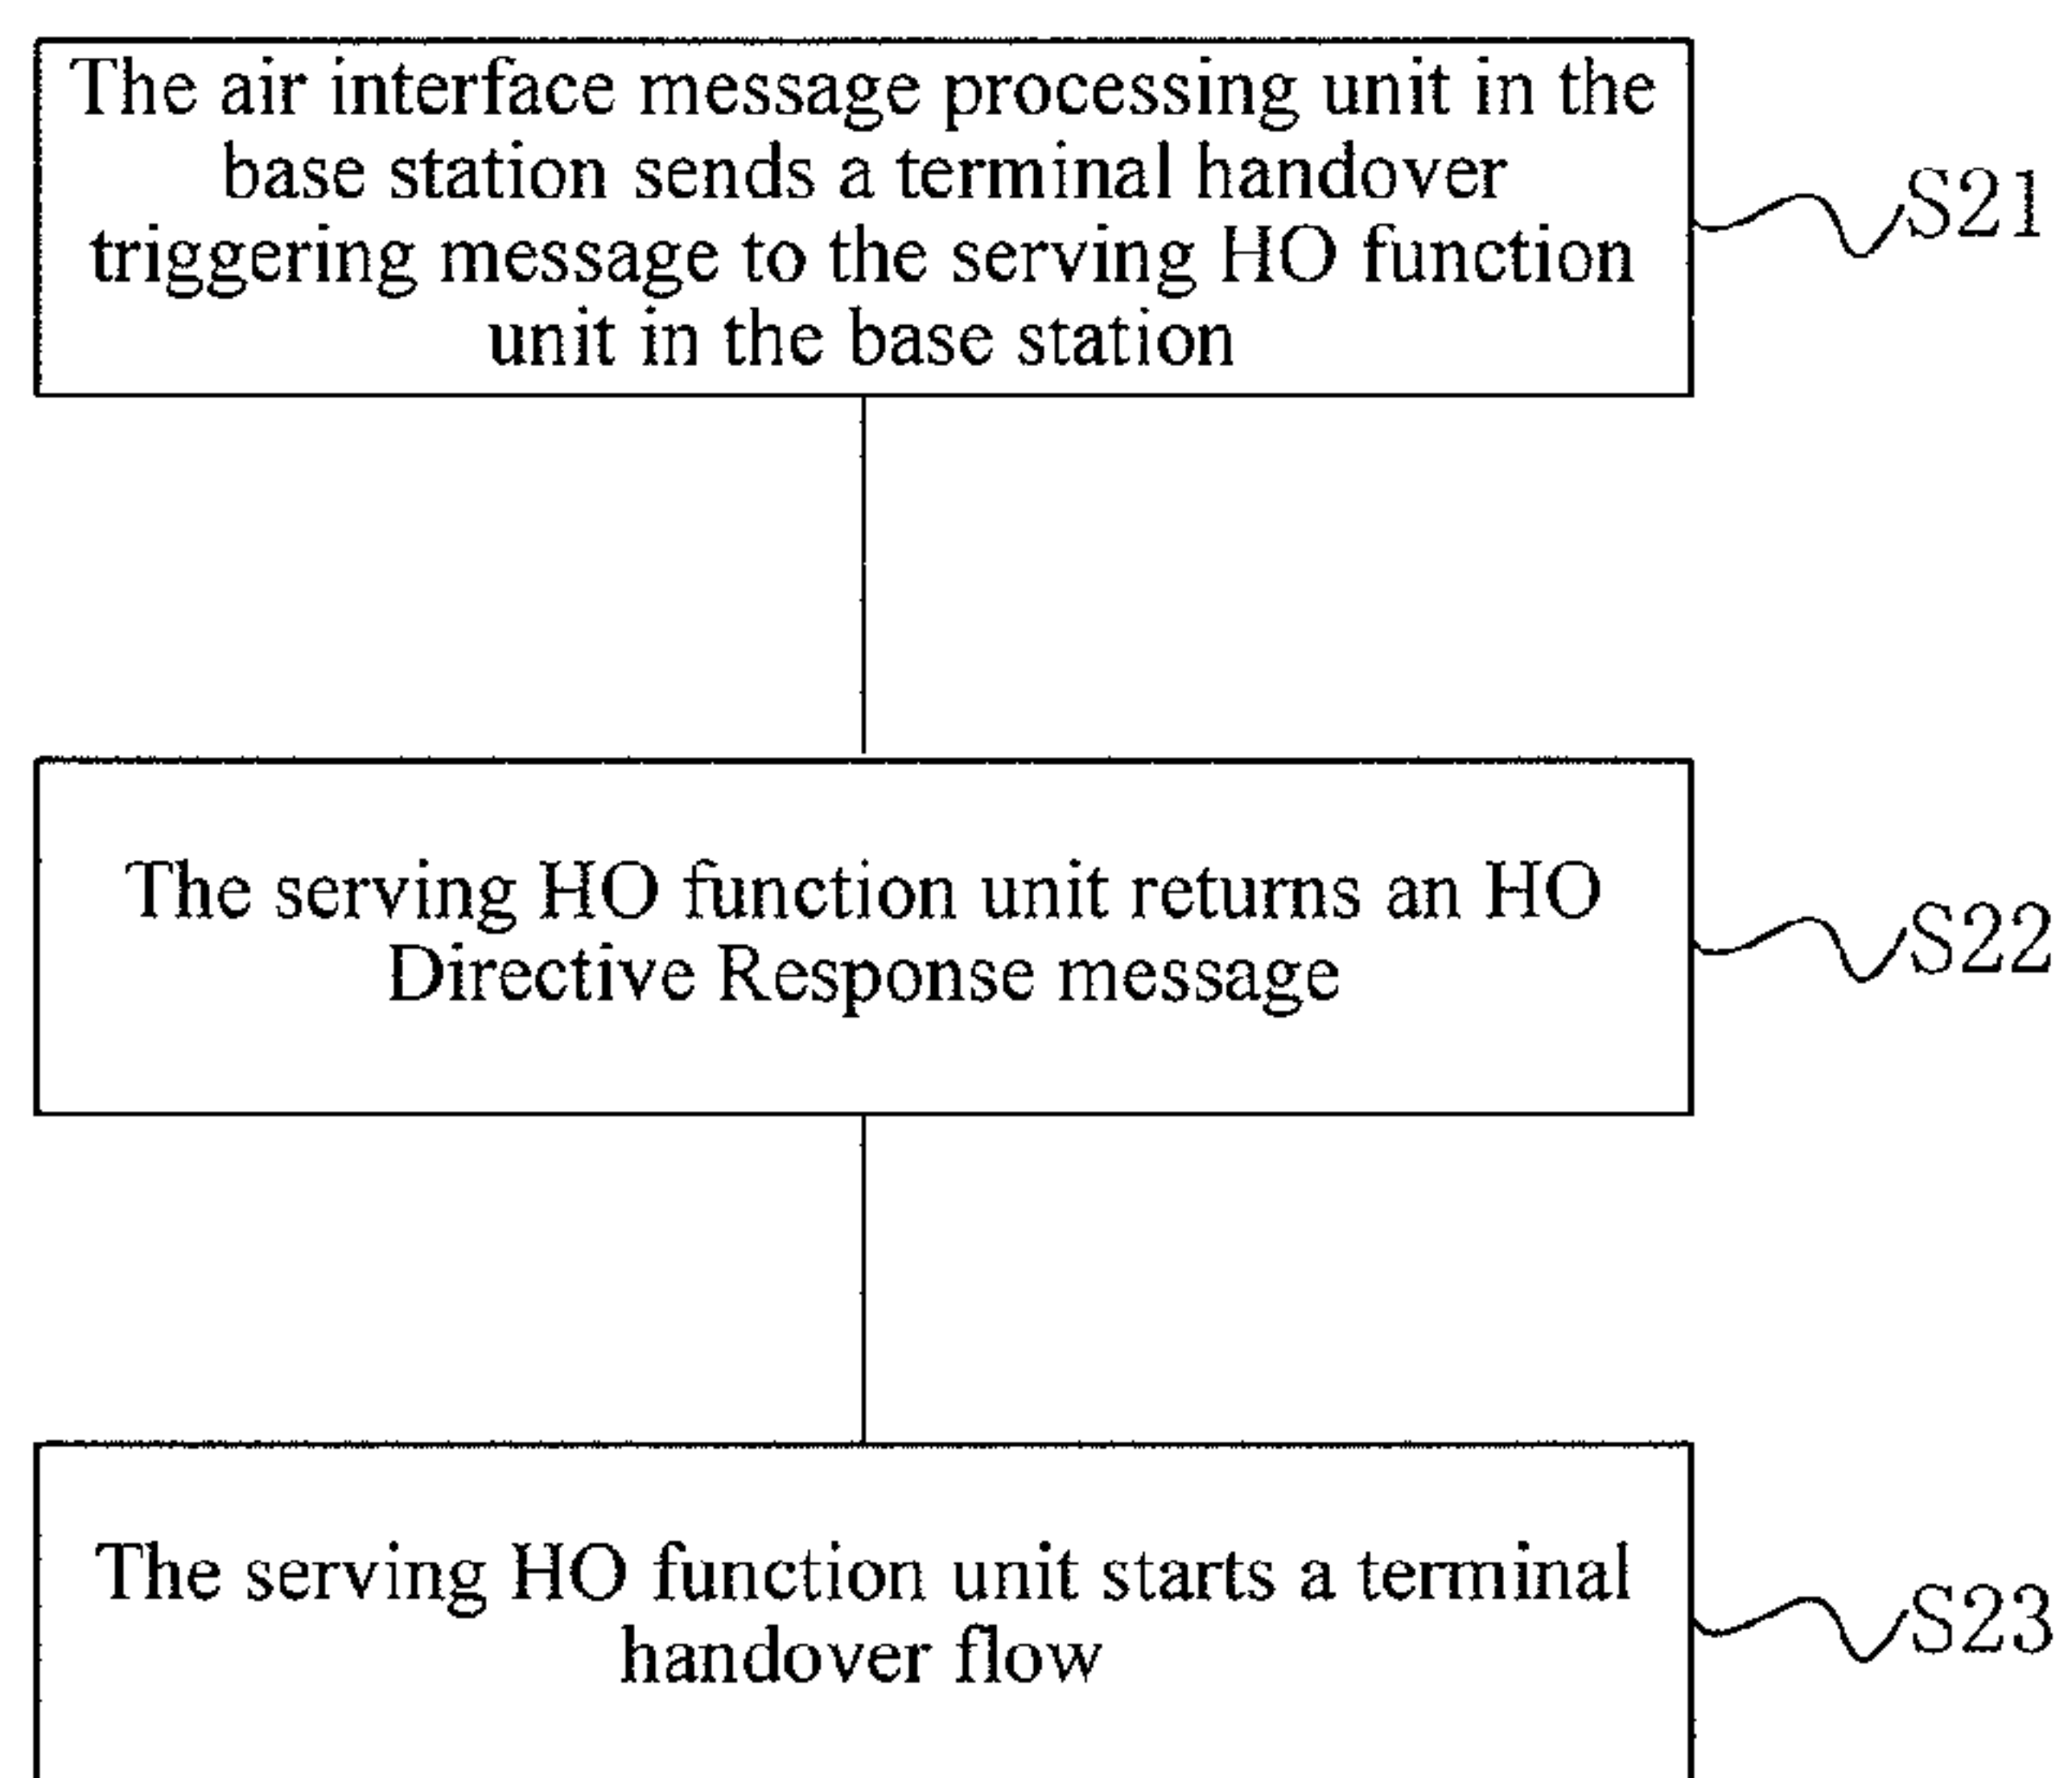 The air interface message processing unit in the
base station sends a terminal handover
triggering message to the serving HO function
unit in the base station
S21
The serving HO function unit returns an HO
Directive Response message
S22
The serving HO function unit starts a terminal
handover flow
S23